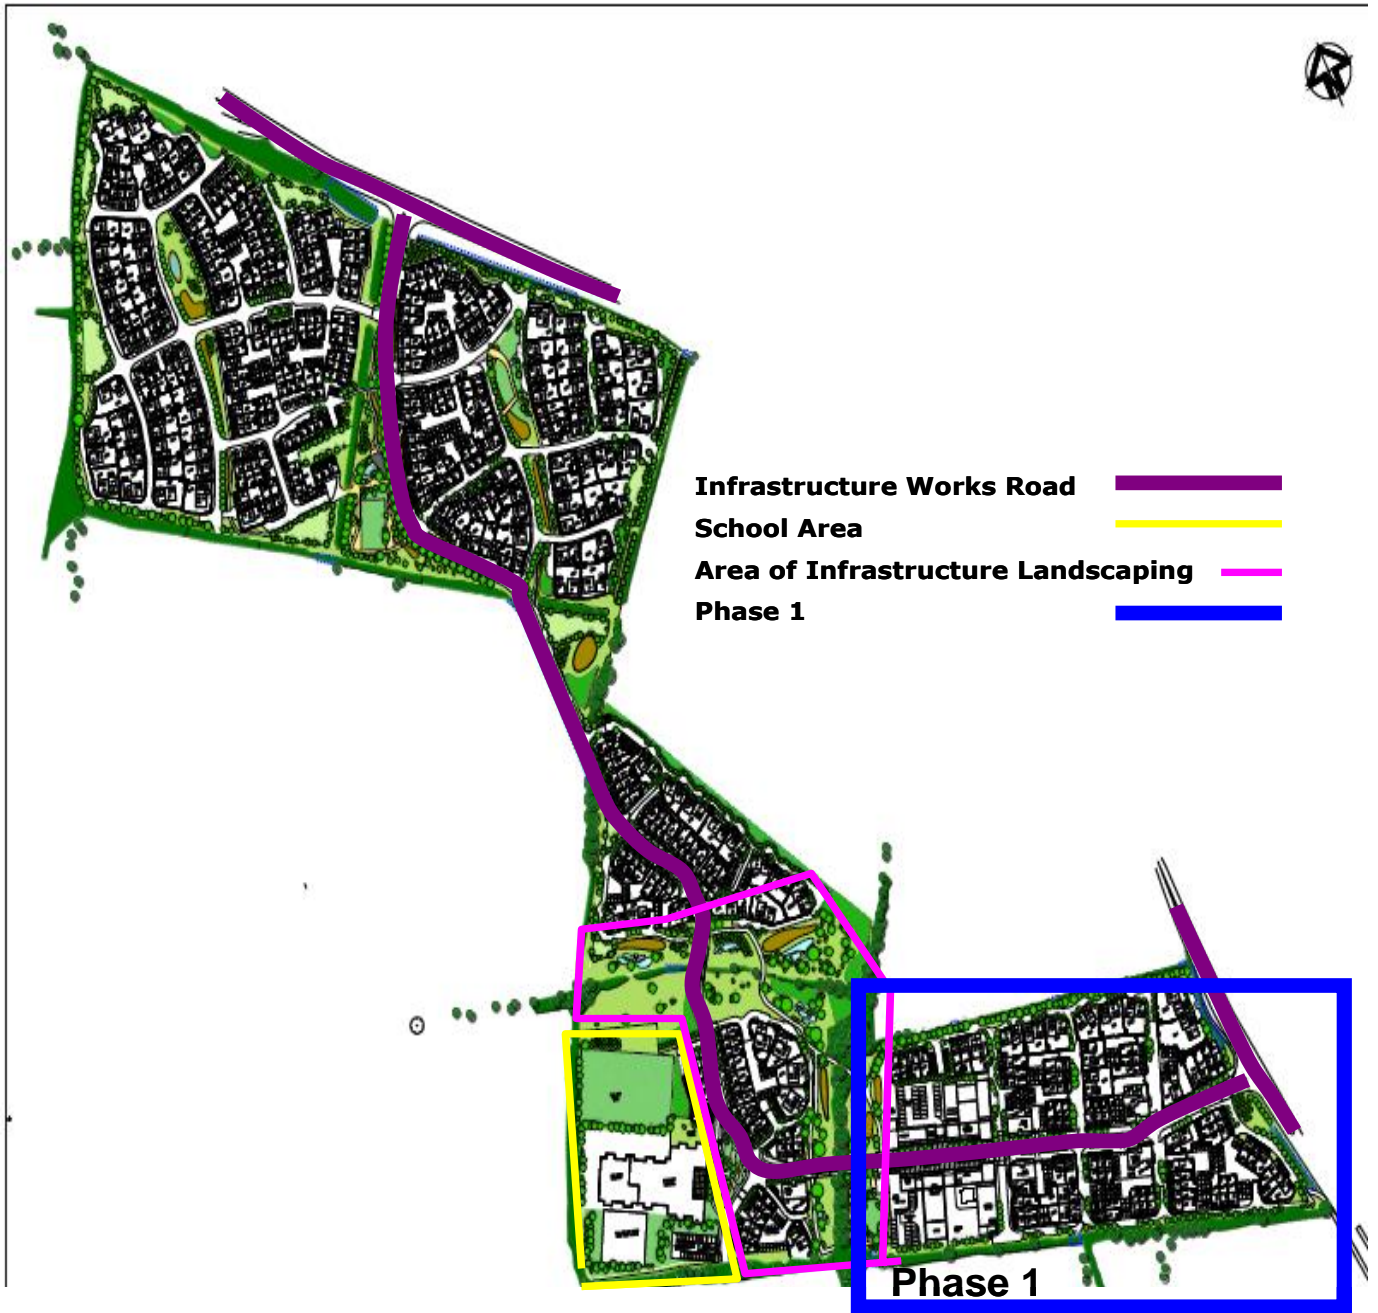 Infrastructure Works Road
School Area
Area of Infrastructure Landscaping
Phase 1
Phase 1